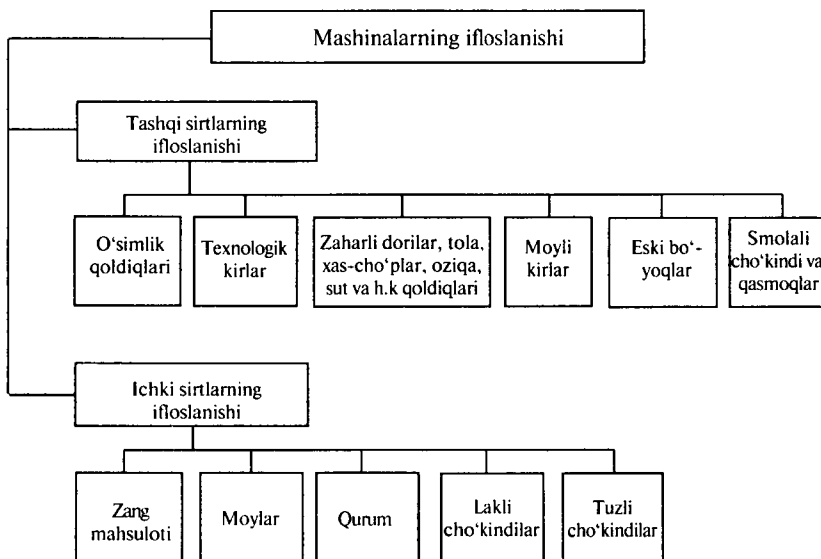 Mashinalarning ifloslanishi
Tashqi sirtlarning
ifloslanishi
O‘simlik
qoldiqlari
Texnologik
kirlar
Zaharli dorilar, tola,
xas-cho‘plar, oziqa,
sut va h.k qoldiqlari
Moyli
kirlar
Eski bo‘-
yoqlar
Smolali
cho‘kindi va
qasmoqlar
Ichki sirtlarning
ifloslanishi
Zang
mahsuloti
Moylar
Qurum
Lakli
cho‘kindilar
Tuzli
cho‘kindilar